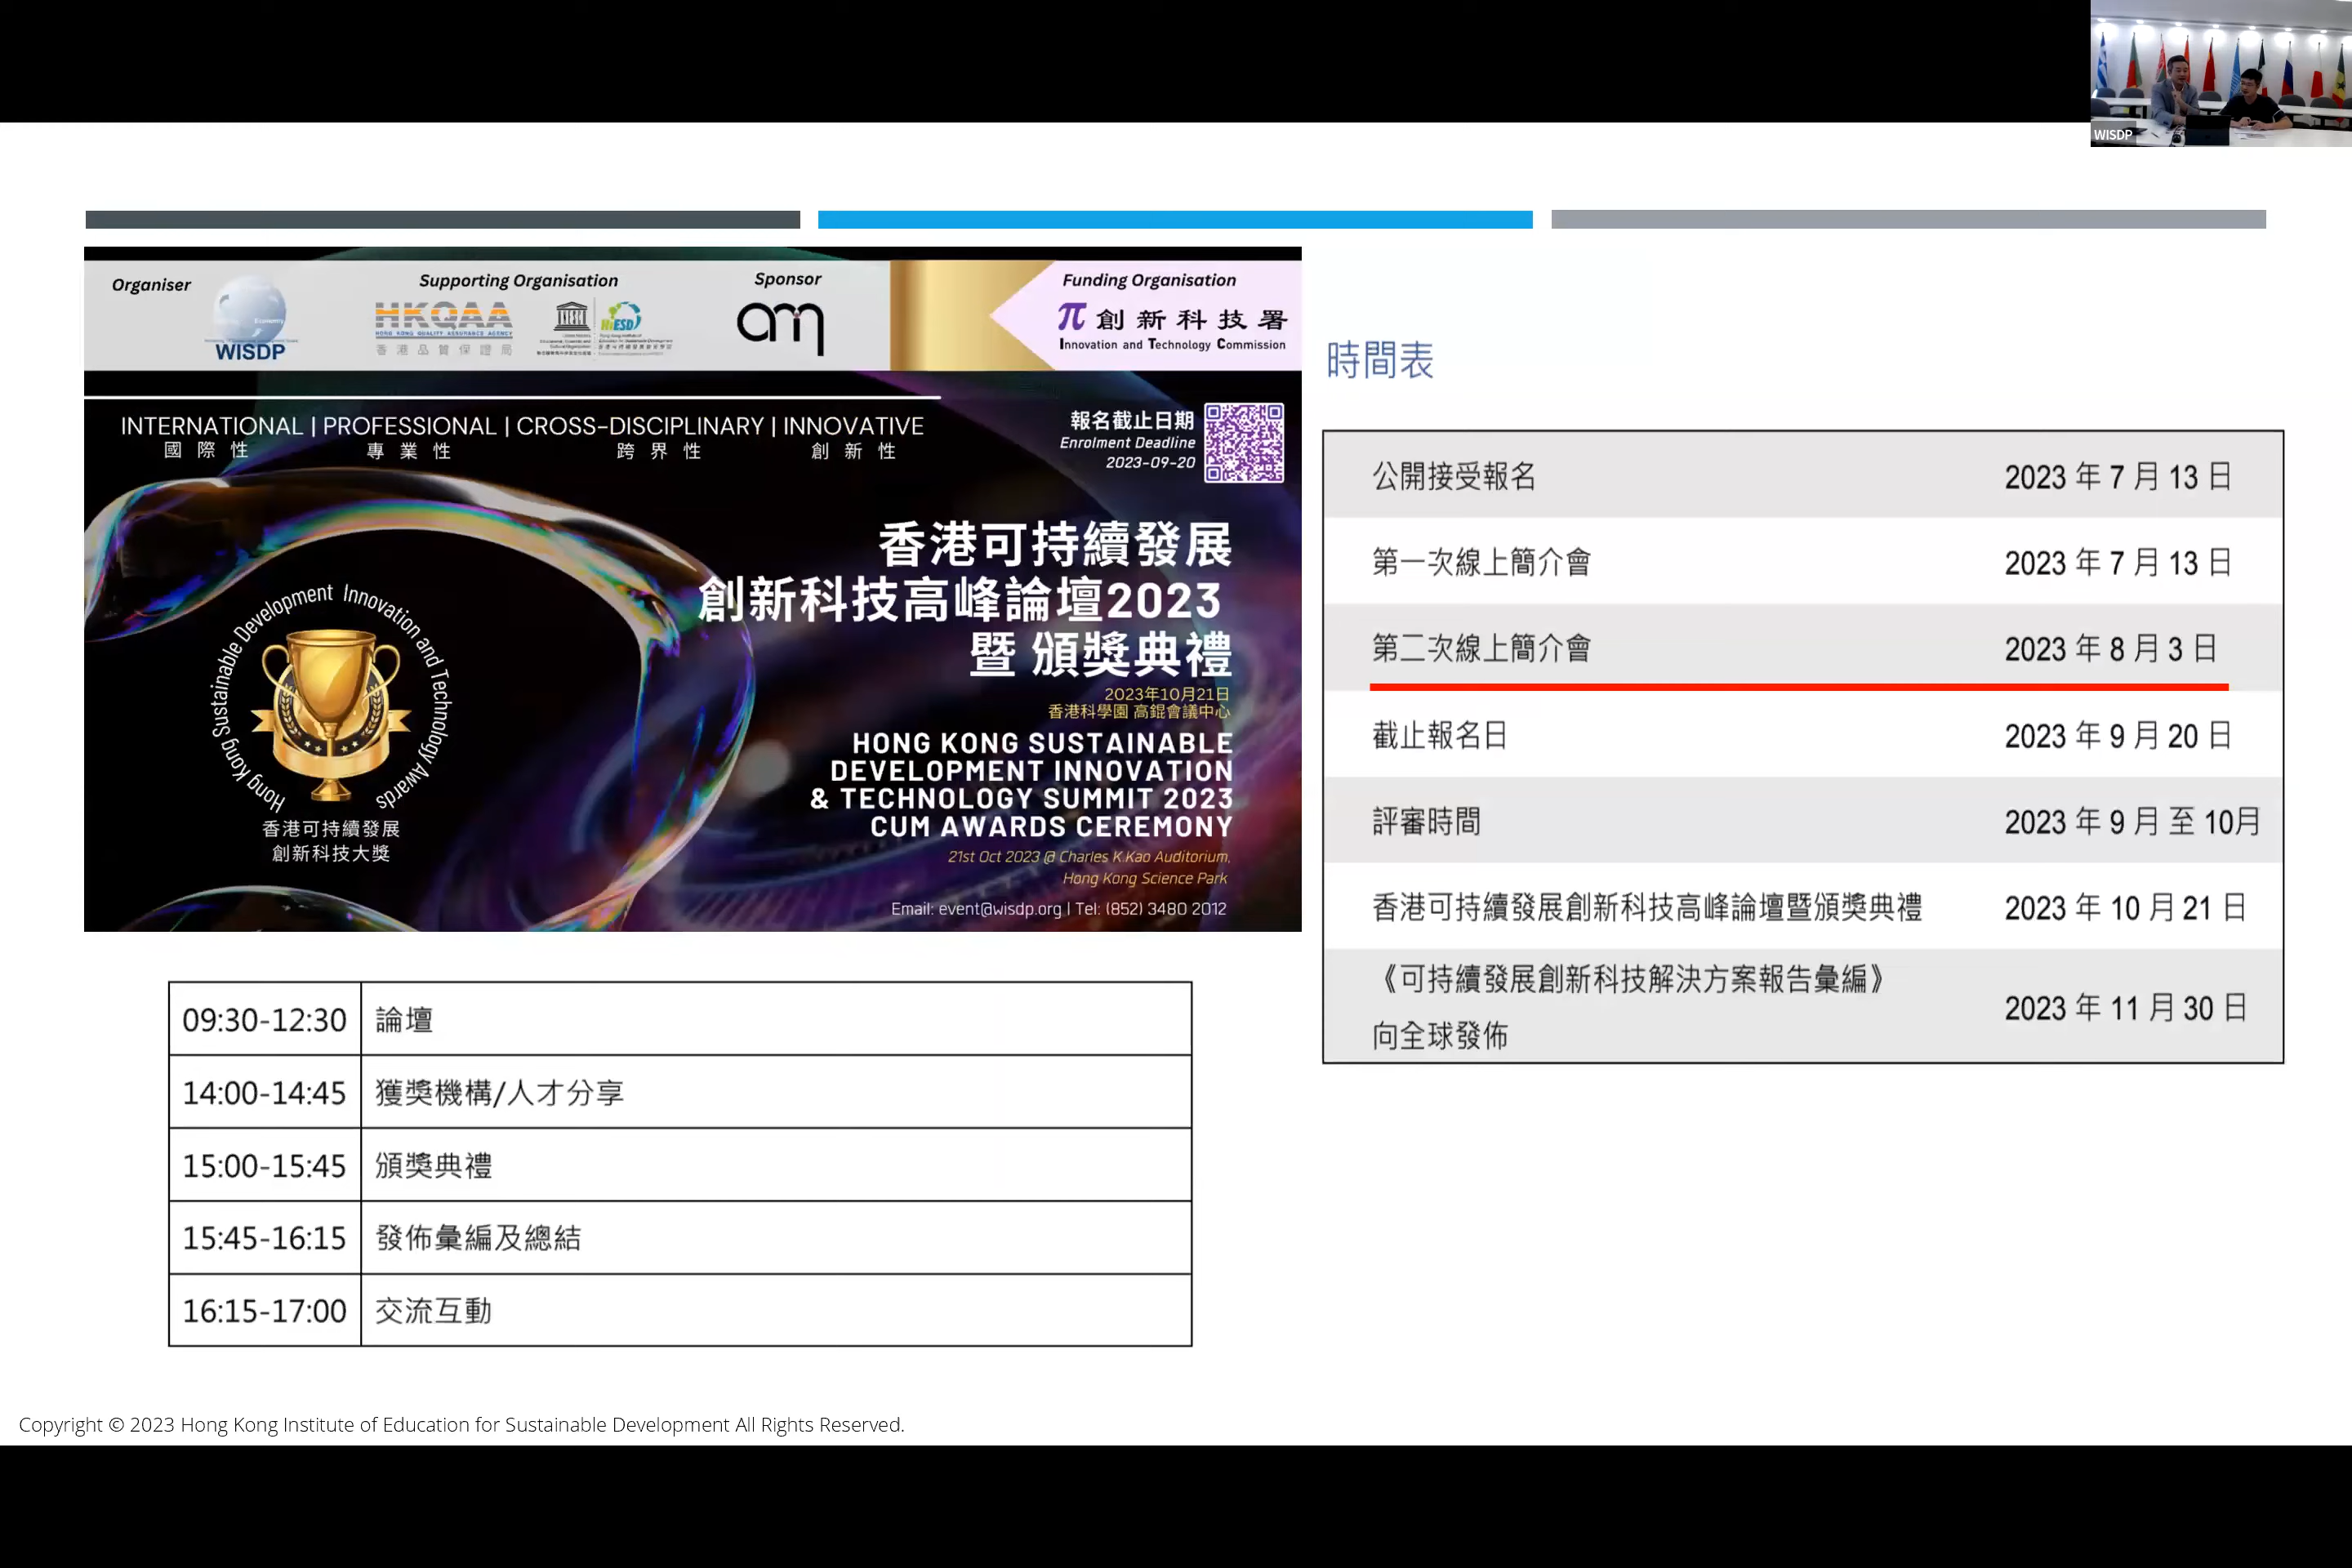 WISDP
Organiser
WISDP
Supporting Organisation
HKQAA
HONG KONG QUALITY ASSURANCE AGENCY
香港品質保證局
UNESCO
HiESD
Sponsor
am
Funding Organisation
創新科技署
Innovation and Technology Commission
INTERNATIONAL | PROFESSIONAL | CROSS-DISCIPLINARY | INNOVATIVE
國際性 專業性 跨界性 創新性
報名截止日期
Enrolment Deadline
2023-09-20
香港可持續發展
創新科技高峰論壇2023
暨 頒獎典禮
2023年10月21日
香港科學園 高錕會議中心
HONG KONG SUSTAINABLE
DEVELOPMENT INNOVATION
& TECHNOLOGY SUMMIT 2023
CUM AWARDS CEREMONY
21st Oct 2023 @ Charles K.Kao Auditorium,
Hong Kong Science Park
Email: event@wisdp.org | Tel: (852) 3480 2012
Hong Kong Sustainable Development Innovation and Technology Awards
香港可持續發展
創新科技大獎
時間表
公開接受報名 2023 年 7 月 13 日
第一次線上簡介會 2023 年 7 月 13 日
第二次線上簡介會 2023 年 8 月 3 日
截止報名日 2023 年 9 月 20 日
評審時間 2023 年 9 月 至 10月
香港可持續發展創新科技高峰論壇暨頒獎典禮 2023 年 10 月 21 日
《可持續發展創新科技解決方案報告彙編》
向全球發佈 2023 年 11 月 30 日
09:30-12:30 論壇
14:00-14:45 獲獎機構/人才分享
15:00-15:45 頒獎典禮
15:45-16:15 發佈彙編及總結
16:15-17:00 交流互動
Copyright © 2023 Hong Kong Institute of Education for Sustainable Development All Rights Reserved.